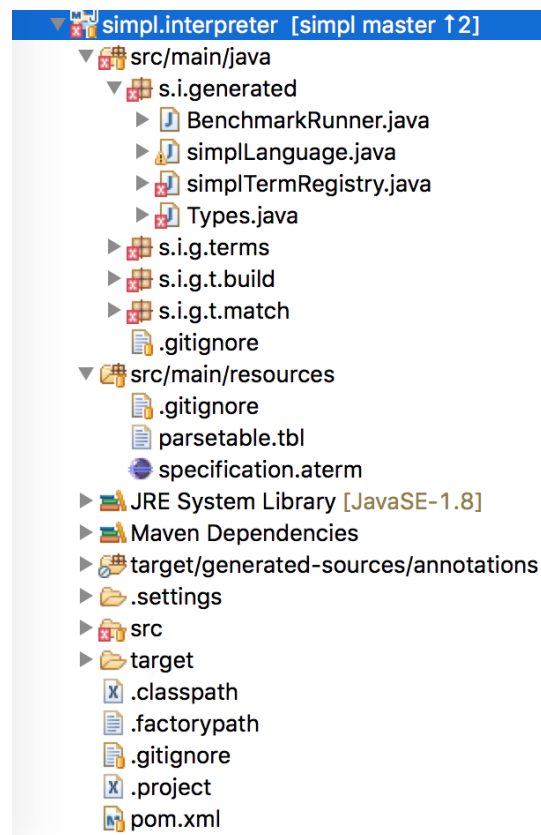 simpl.interpreter [simpl master ↑2]
src/main/java
s.i.generated
BenchmarkRunner.java
simplLanguage.java
simplTermRegistry.java
Types.java
s.i.g.terms
s.i.g.t.build
s.i.g.t.match
.gitignore
src/main/resources
.gitignore
parsetable.tbl
specification.aterm
JRE System Library [JavaSE-1.8]
Maven Dependencies
target/generated-sources/annotations
.settings
src
target
.classpath
.factorypath
.gitignore
.project
pom.xml